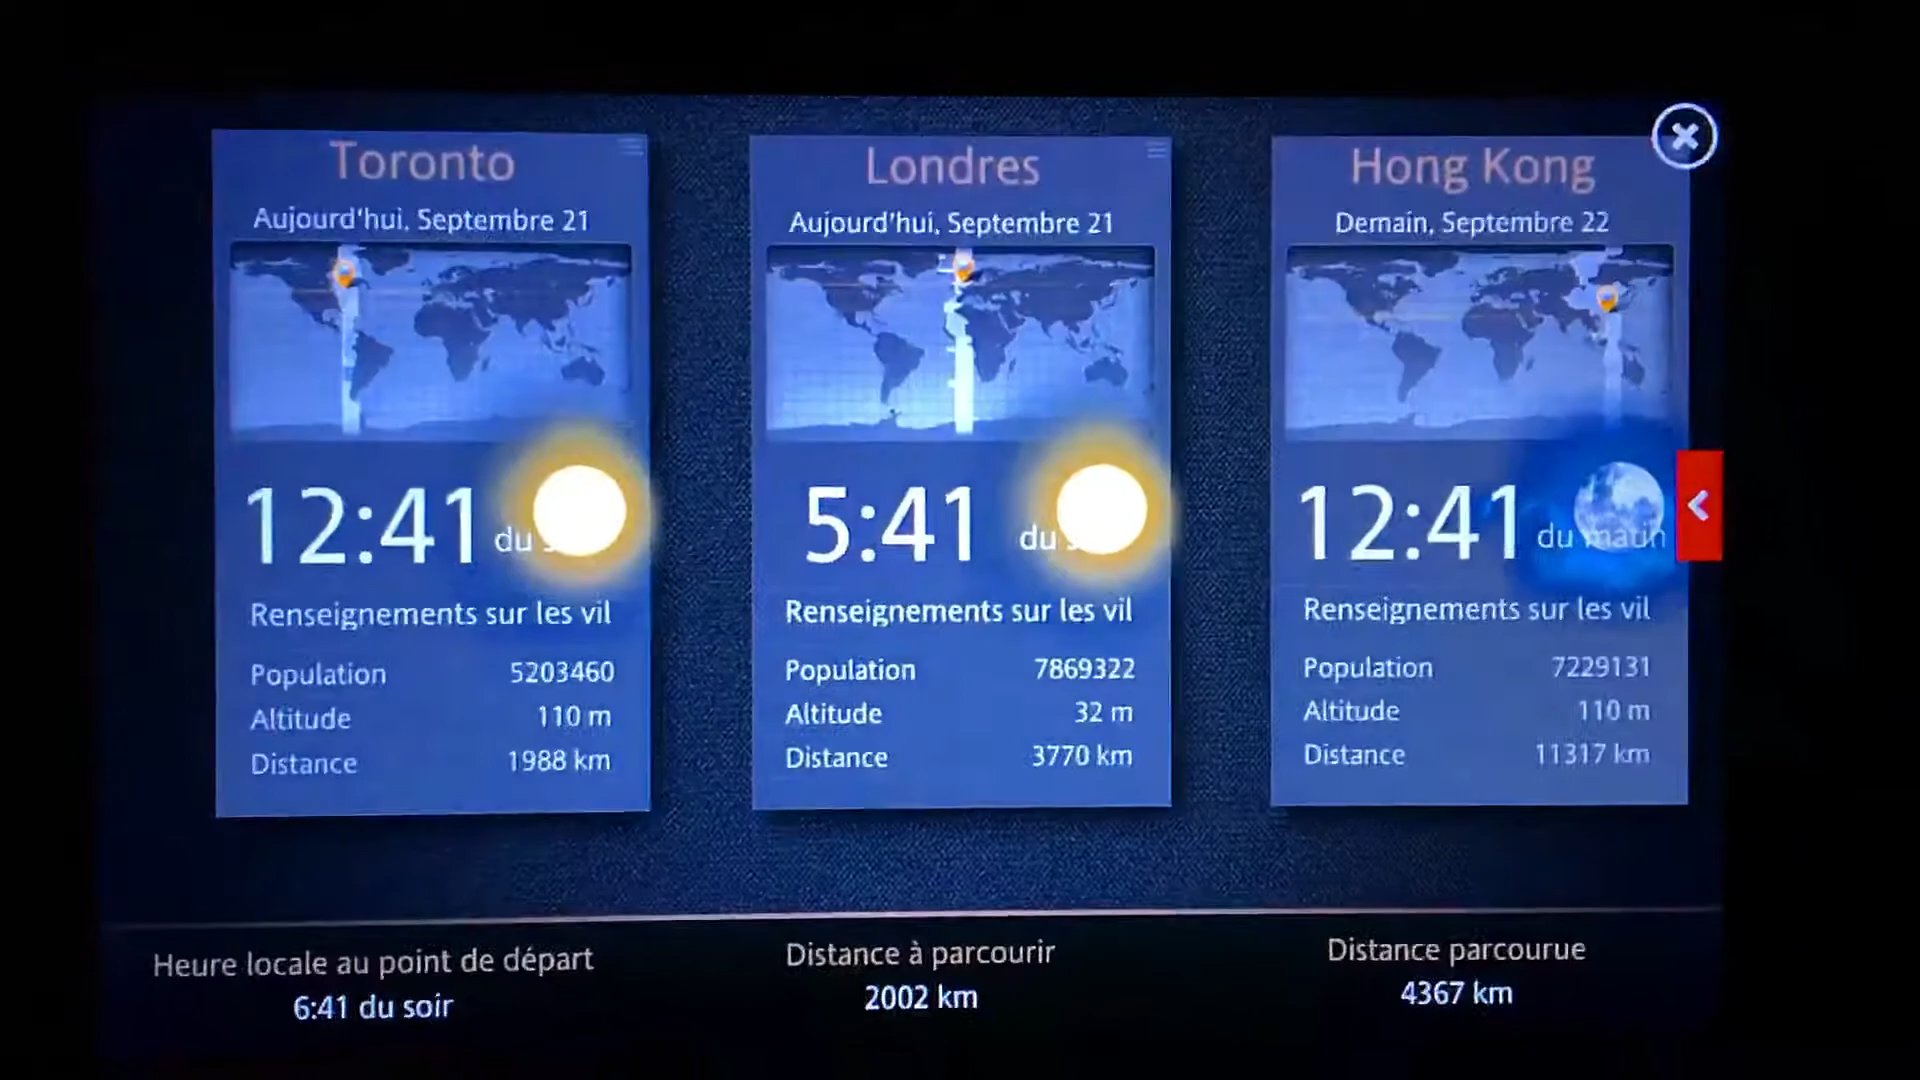 Toronto
Aujourd'hui, Septembre 21
12:41 du
Renseignements sur les vil
Population 5203460
Altitude 110 m
Distance 1988 km
Londres
Aujourd'hui, Septembre 21
5:41 du
Renseignements sur les vil
Population 7869322
Altitude 32 m
Distance 3770 km
Hong Kong
Demain, Septembre 22
12:41 du matin
Renseignements sur les vil
Population 7229131
Altitude 110 m
Distance 11317 km
Heure locale au point de départ
6:41 du soir
Distance à parcourir
2002 km
Distance parcourue
4367 km